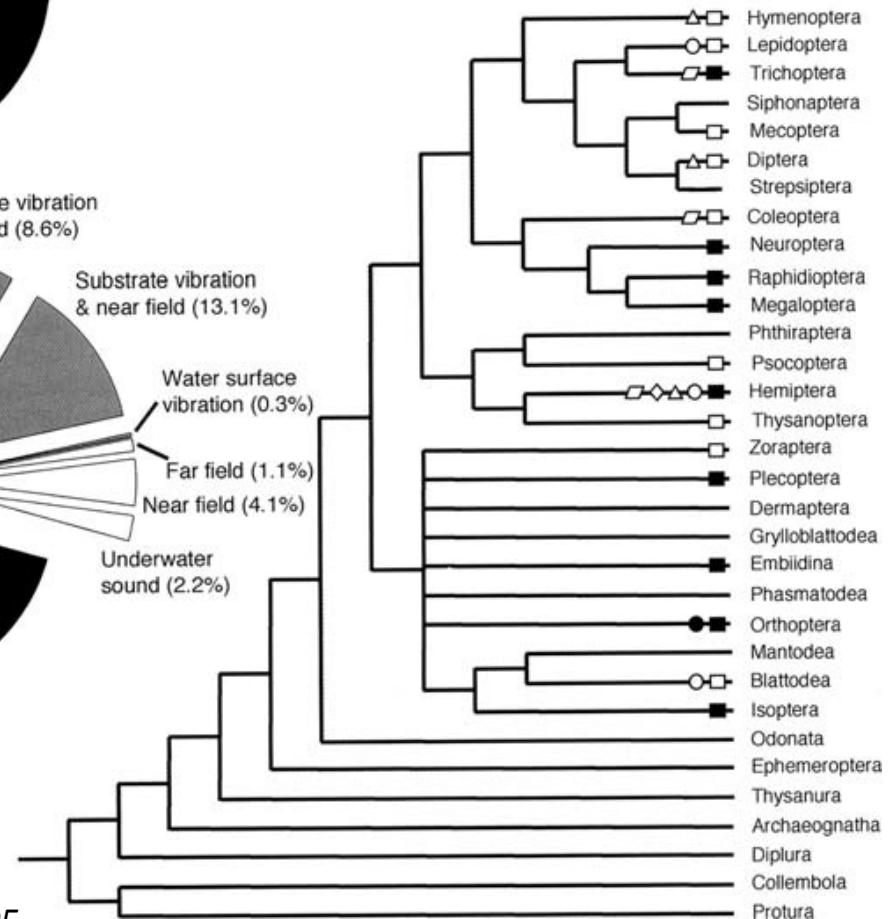 e vibration
d (8.6%)
Substrate vibration
& near field (13.1%)
Water surface
vibration (0.3%)
Far field (1.1%)
Near field (4.1%)
Underwater
sound (2.2%)
Hymenoptera
Lepidoptera
Trichoptera
Siphonaptera
Mecoptera
Diptera
Strepsiptera
Coleoptera
Neuroptera
Raphidioptera
Megaloptera
Phthiraptera
Psocoptera
Hemiptera
Thysanoptera
Zoraptera
Plecoptera
Dermaptera
Grylloblattodea
Embiidina
Phasmatodea
Orthoptera
Mantodea
Blattodea
Isoptera
Odonata
Ephemeroptera
Thysanura
Archaeognatha
Diplura
Collembola
Protura